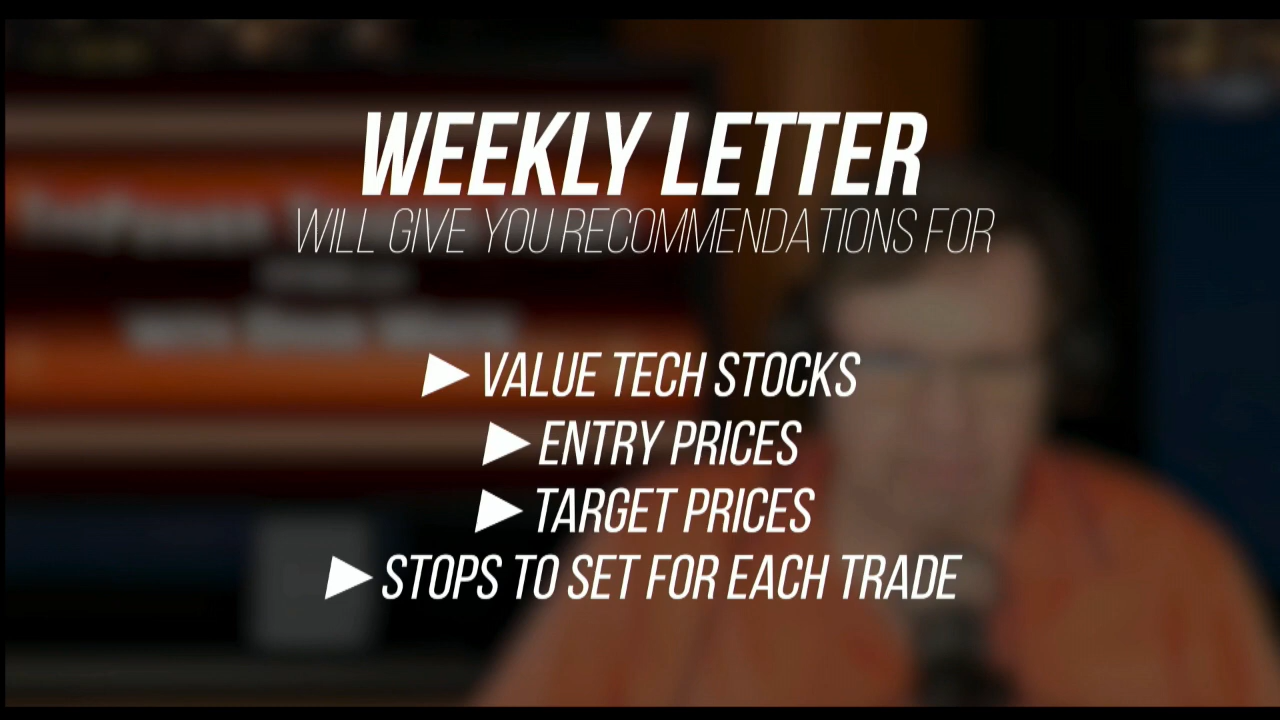 WEEKLY LETTER
WILL GIVE YOU RECOMMENDATIONS FOR
▶ VALUE TECH STOCKS
▶ ENTRY PRICES
▶ TARGET PRICES
▶ STOPS TO SET FOR EACH TRADE